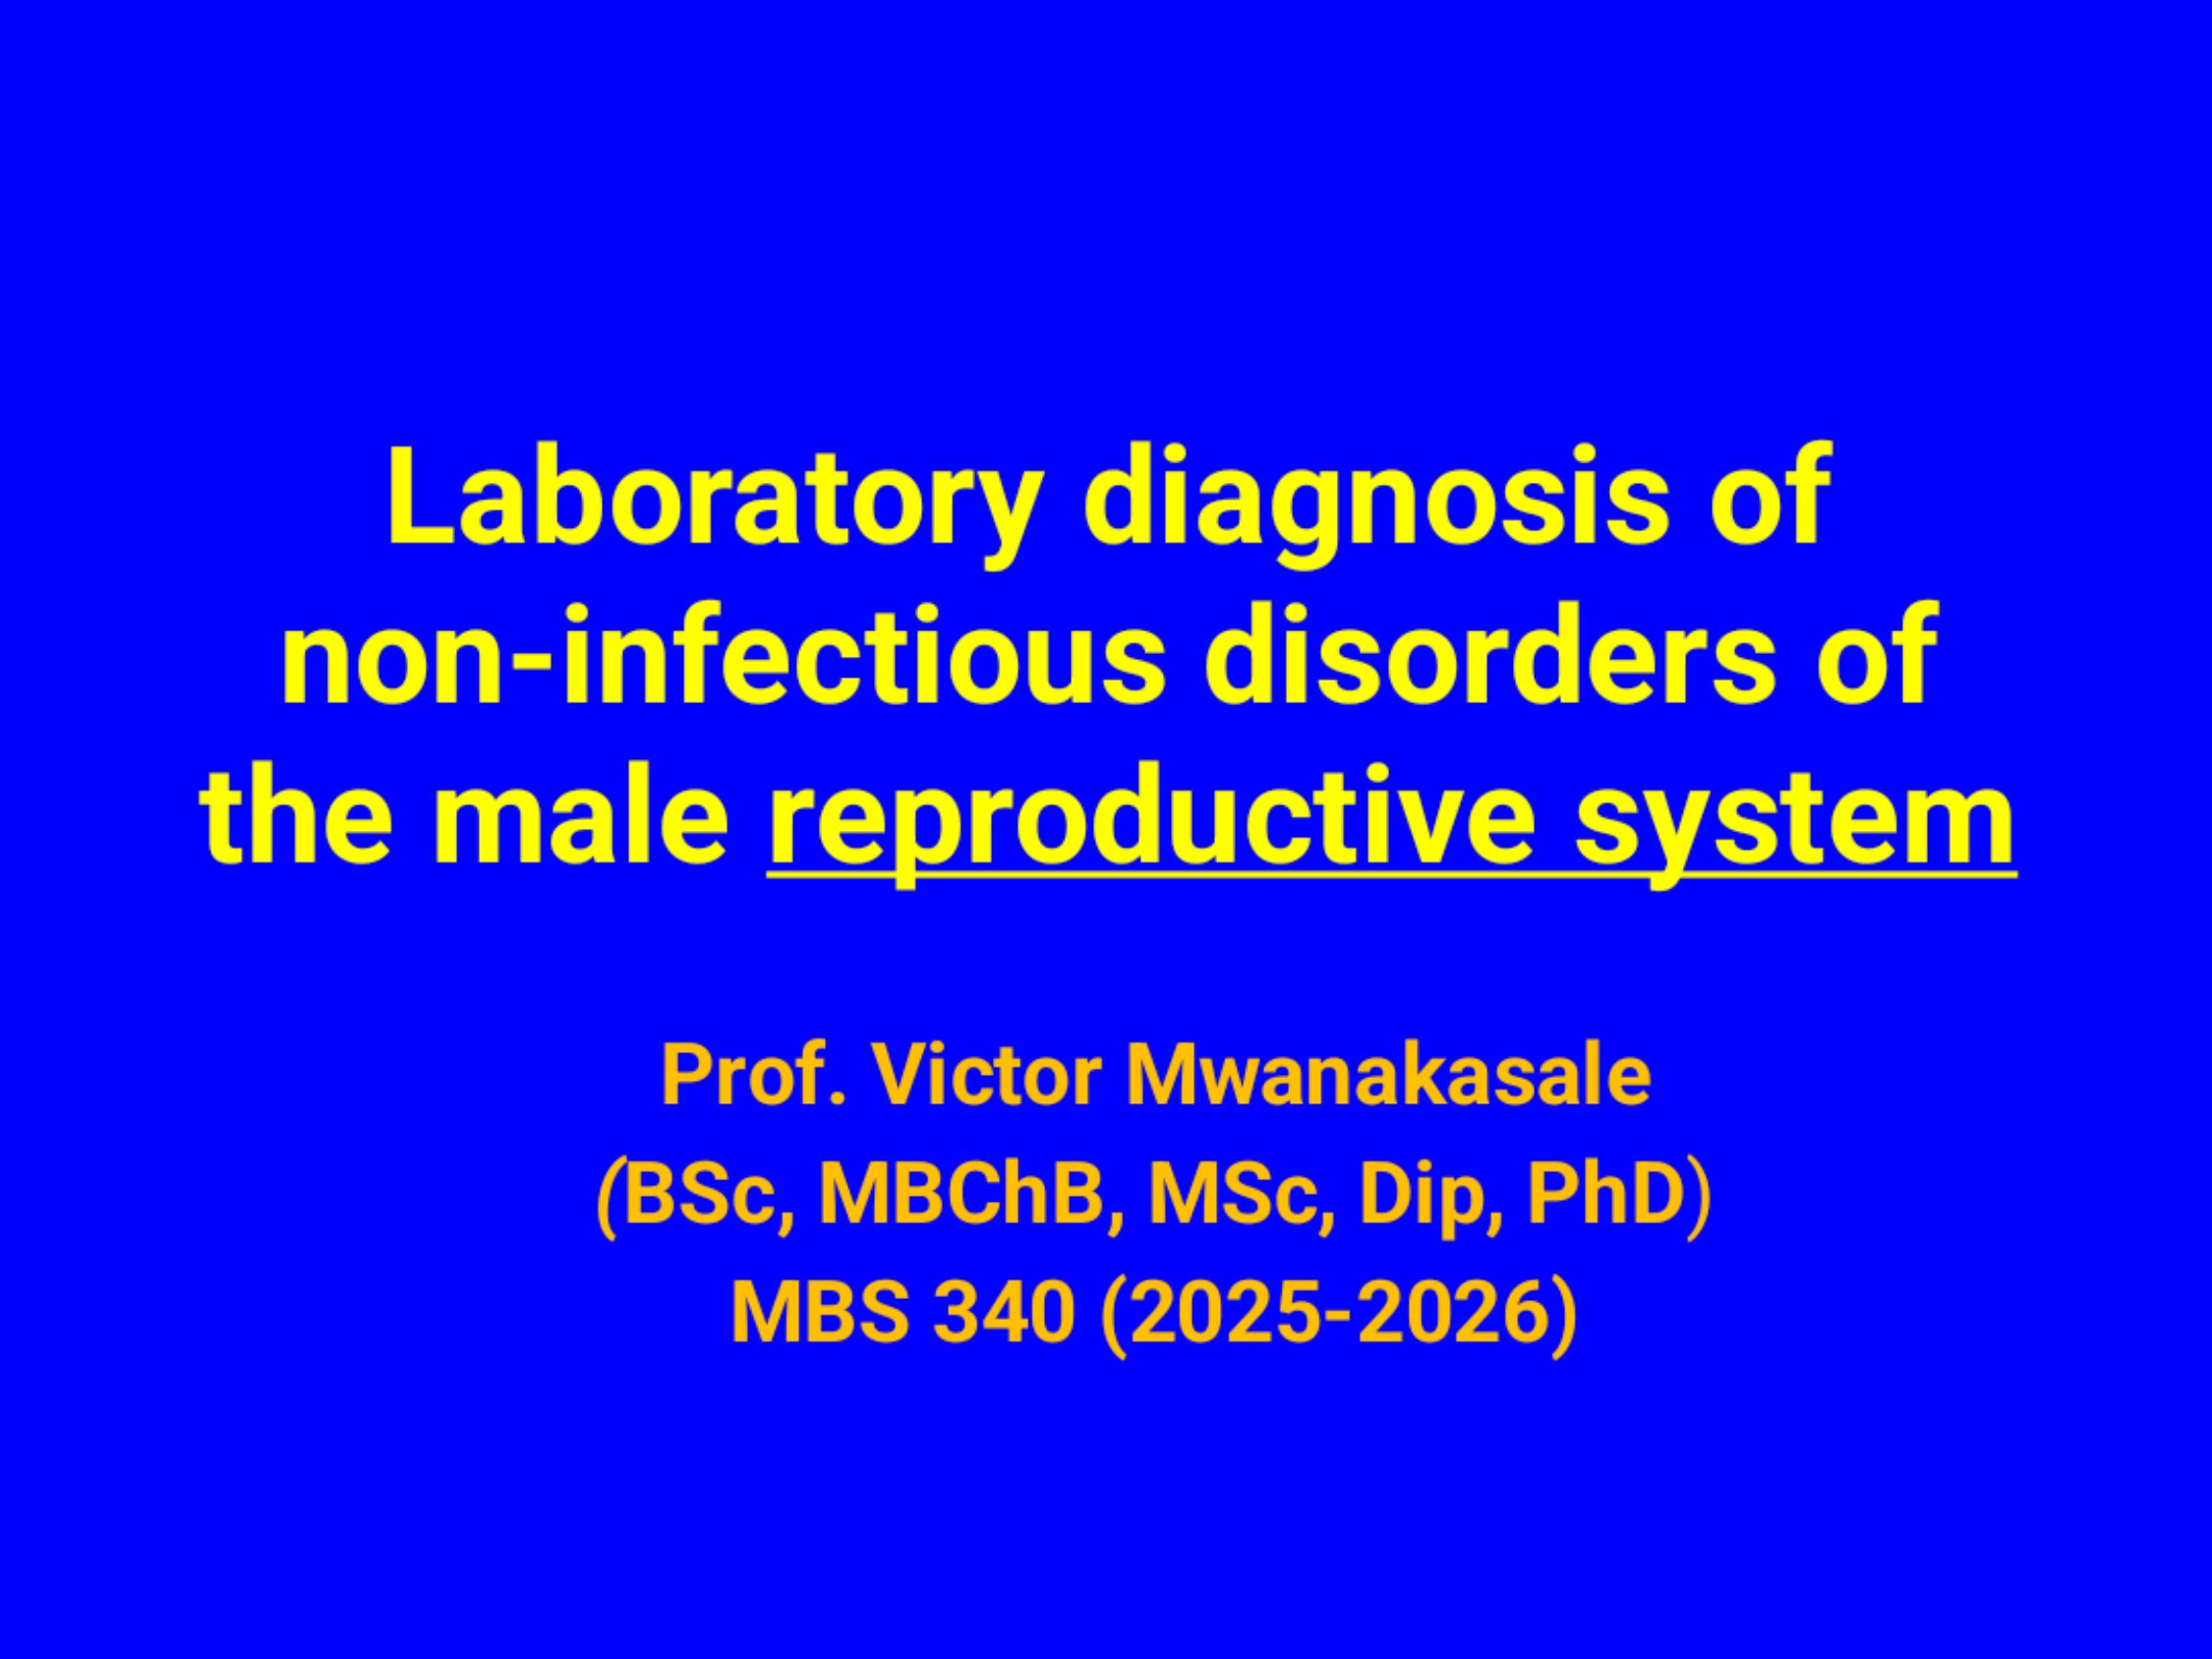 Laboratory diagnosis of
non-infectious disorders of
the male reproductive system
Prof. Victor Mwanakasale
(BSc, MBChB, MSc, Dip, PhD)
MBS 340 (2025-2026)